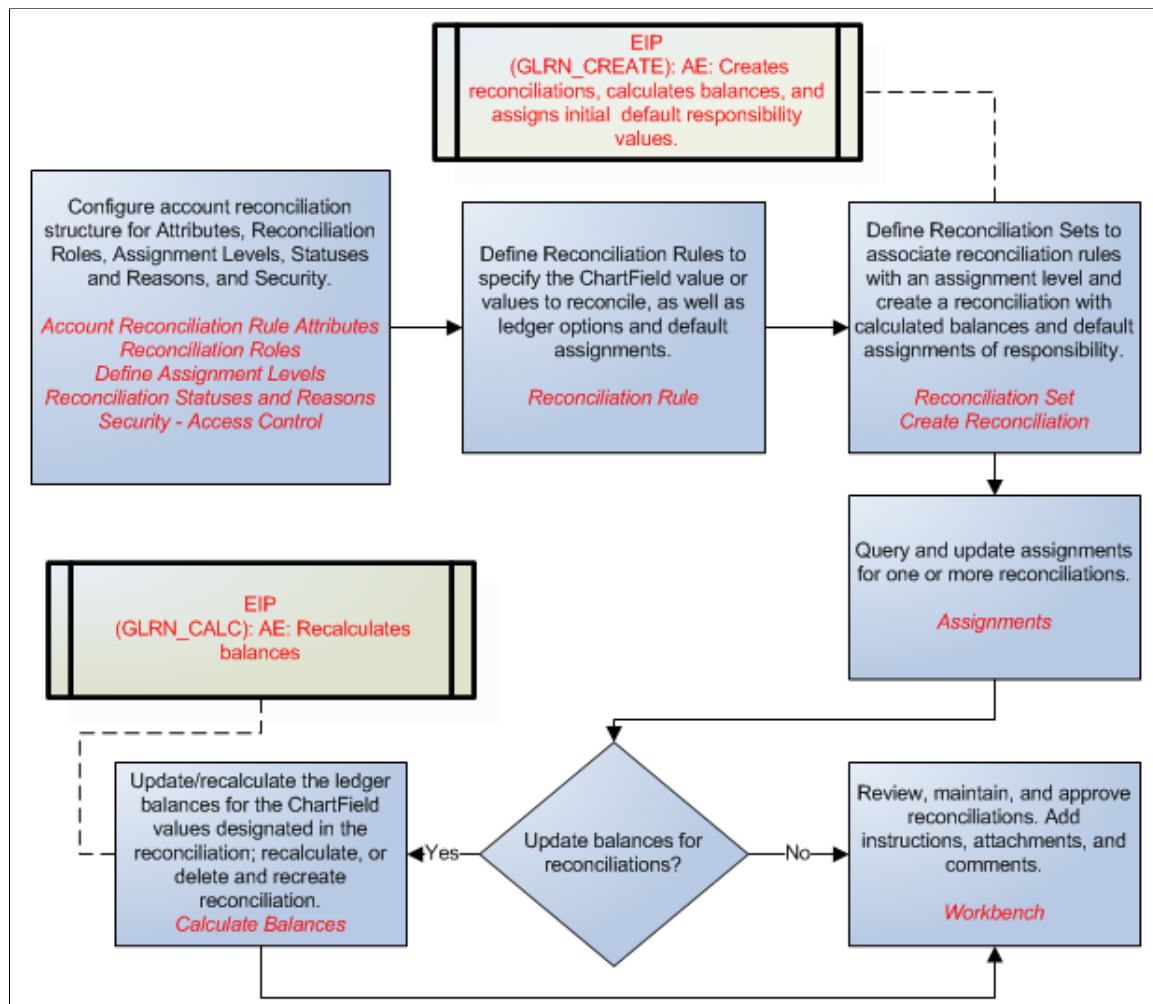 EIP
(GLRN_CREATE): AE: Creates
reconciliations, calculates balances, and
assigns initial default responsibility
values.
Configure account reconciliation
structure for Attributes, Reconciliation
Roles, Assignment Levels, Statuses
and Reasons, and Security.
Account Reconciliation Rule Attributes
Reconciliation Roles
Define Assignment Levels
Reconciliation Statuses and Reasons
Security - Access Control
Define Reconciliation Rules to
specify the ChartField value or
values to reconcile, as well as
ledger options and default
assignments.
Reconciliation Rule
Define Reconciliation Sets to
associate reconciliation rules
with an assignment level and
create a reconciliation with
calculated balances and default
assignments of responsibility.
Reconciliation Set
Create Reconciliation
Query and update assignments
for one or more reconciliations.
Assignments
EIP
(GLRN_CALC): AE: Recalculates
balances
Update/recalculate the ledger
balances for the ChartField
values designated in the
reconciliation; recalculate, or
delete and recreate
reconciliation.
Calculate Balances
Yes
Update balances for
reconciliations?
No
Review, maintain, and approve
reconciliations. Add
instructions, attachments, and
comments.
Workbench